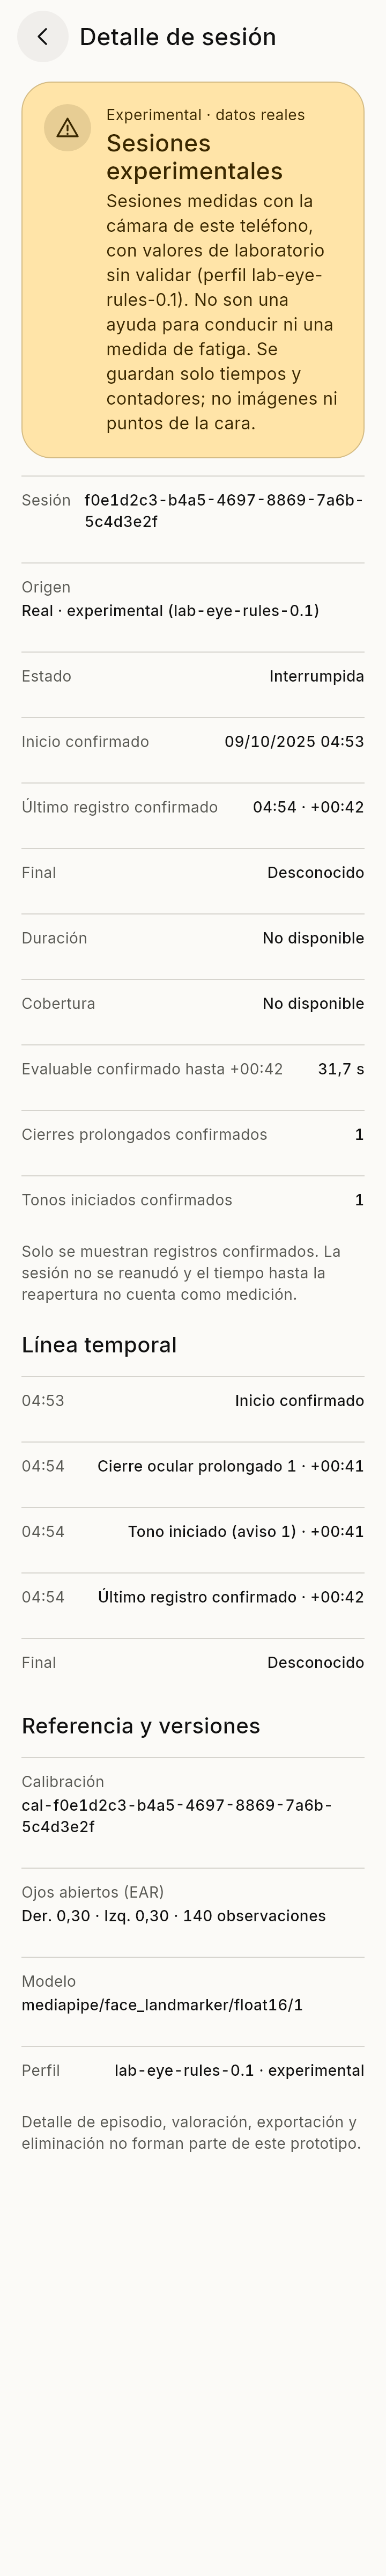 Detalle de sesión
Experimental · datos reales
Sesiones
experimentales
Sesiones medidas con la
cámara de este teléfono,
con valores de laboratorio
sin validar (perfil lab-eye-
rules-0.1). No son una
ayuda para conducir ni una
medida de fatiga. Se
guardan solo tiempos y
contadores; no imágenes ni
puntos de la cara.
Sesión f0e1d2c3-b4a5-4697-8869-7a6b-
5c4d3e2f
Origen
Real · experimental (lab-eye-rules-0.1)
Estado Interrumpida
Inicio confirmado 09/10/2025 04:53
Último registro confirmado 04:54 · +00:42
Final Desconocido
Duración No disponible
Cobertura No disponible
Evaluable confirmado hasta +00:42 31,7 s
Cierres prolongados confirmados 1
Tonos iniciados confirmados 1
Solo se muestran registros confirmados. La
sesión no se reanudó y el tiempo hasta la
reapertura no cuenta como medición.
Línea temporal
04:53 Inicio confirmado
04:54 Cierre ocular prolongado 1 · +00:41
04:54 Tono iniciado (aviso 1) · +00:41
04:54 Último registro confirmado · +00:42
Final Desconocido
Referencia y versiones
Calibración
cal-f0e1d2c3-b4a5-4697-8869-7a6b-
5c4d3e2f
Ojos abiertos (EAR)
Der. 0,30 · Izq. 0,30 · 140 observaciones
Modelo
mediapipe/face_landmarker/float16/1
Perfil lab-eye-rules-0.1 · experimental
Detalle de episodio, valoración, exportación y
eliminación no forman parte de este prototipo.